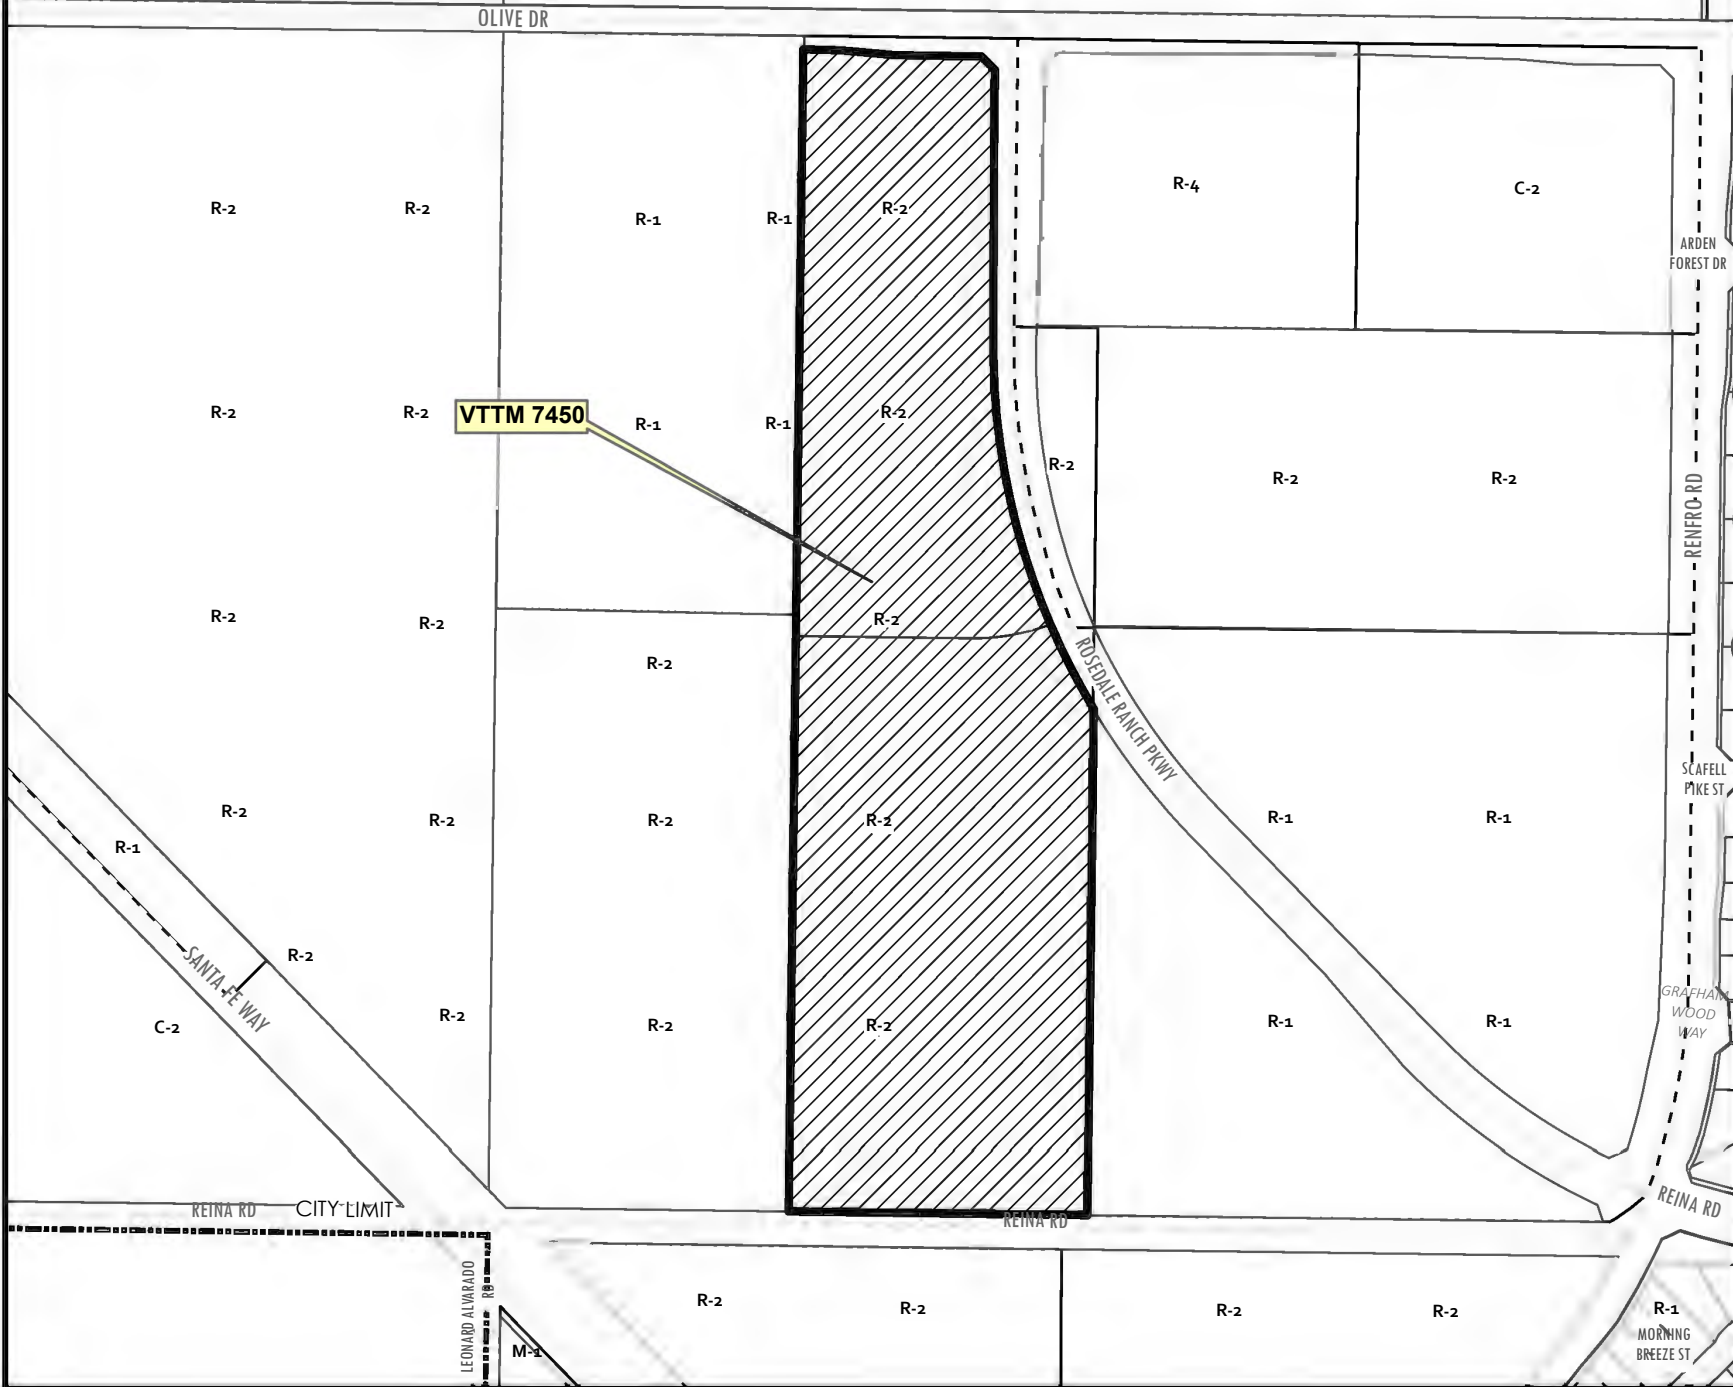 OLIVE DR
R-4
C-2
R-2
R-2
R-1
R-1
R-2
ARDEN
FOREST DR
R-2
R-2
VTTM 7450
R-1
R-1
R-2
R-2
R-2
R-2
RENFRO RD
R-2
R-2
R-2
R-2
ROSEDALE RANCH PKWY
SCAFELL
PIKE ST
R-2
R-2
R-2
R-2
R-1
R-1
R-1
R-2
SANTA FE WAY
C-2
R-2
R-2
R-2
R-1
R-1
GRAFHAM
WOOD
WAY
REINA RD
CITY LIMIT
REINA RD
REINA RD
LEONARD ALVARADO
RD
R-2
R-2
R-2
R-2
R-1
M-1
MORNING
BREEZE ST